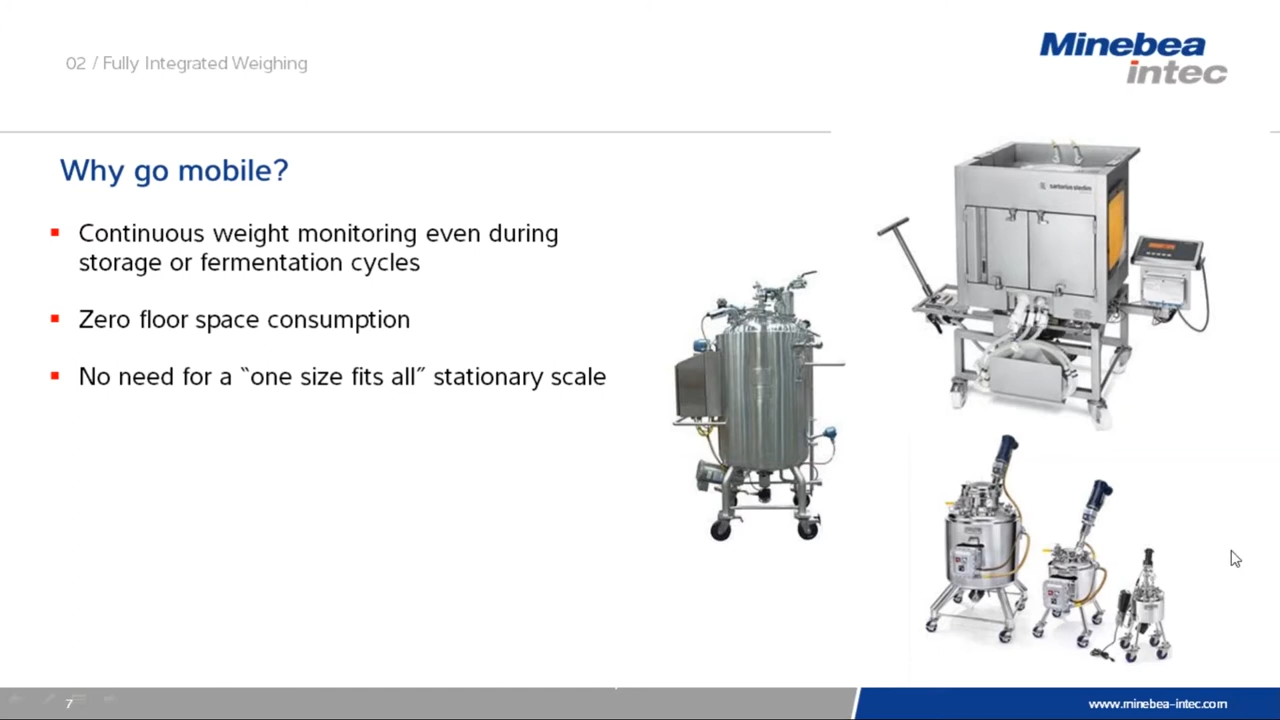 02 / Fully Integrated Weighing
Minebea
intec
Why go mobile?
Continuous weight monitoring even during
storage or fermentation cycles
Zero floor space consumption
No need for a “one size fits all” stationary scale
sartorius stedim
7
www.minebea-intec.com